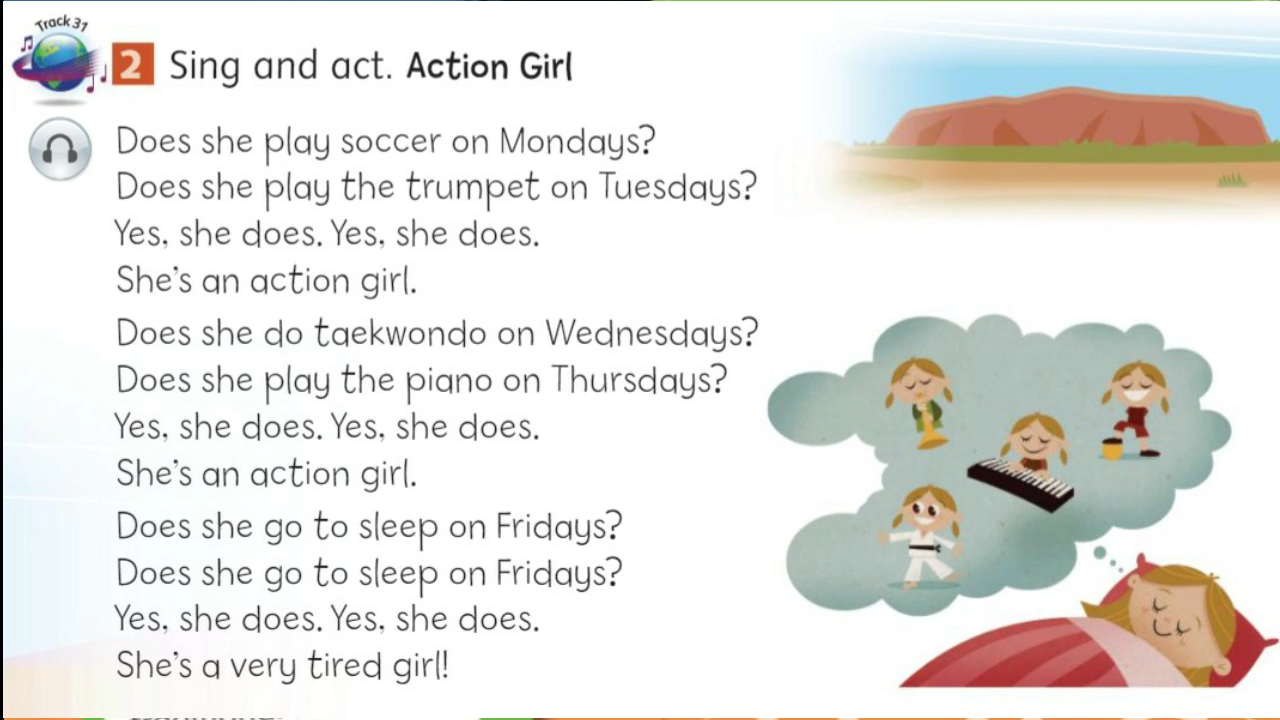 Track 31
2 Sing and act. Action Girl
Does she play soccer on Mondays?
Does she play the trumpet on Tuesdays?
Yes, she does. Yes, she does.
She's an action girl.
Does she do taekwondo on Wednesdays?
Does she play the piano on Thursdays?
Yes, she does. Yes, she does.
She's an action girl.
Does she go to sleep on Fridays?
Does she go to sleep on Fridays?
Yes, she does. Yes, she does.
She's a very tired girl!